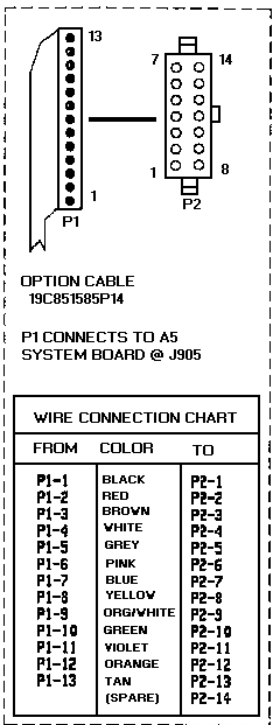 13
7 14
1 8
1
P1
P2
OPTION CABLE
19C851585P14
P1 CONNECTS TO A5
SYSTEM BOARD @ J905
WIRE CONNECTION CHART
FROM COLOR TO
P1-1 BLACK P2-1
P1-2 RED P2-2
P1-3 BROWN P2-3
P1-4 WHITE P2-4
P1-5 GREY P2-5
P1-6 PINK P2-6
P1-7 BLUE P2-7
P1-8 YELLOW P2-8
P1-9 ORG/WHITE P2-9
P1-10 GREEN P2-10
P1-11 VIOLET P2-11
P1-12 ORANGE P2-12
P1-13 TAN P2-13
(SPARE) P2-14